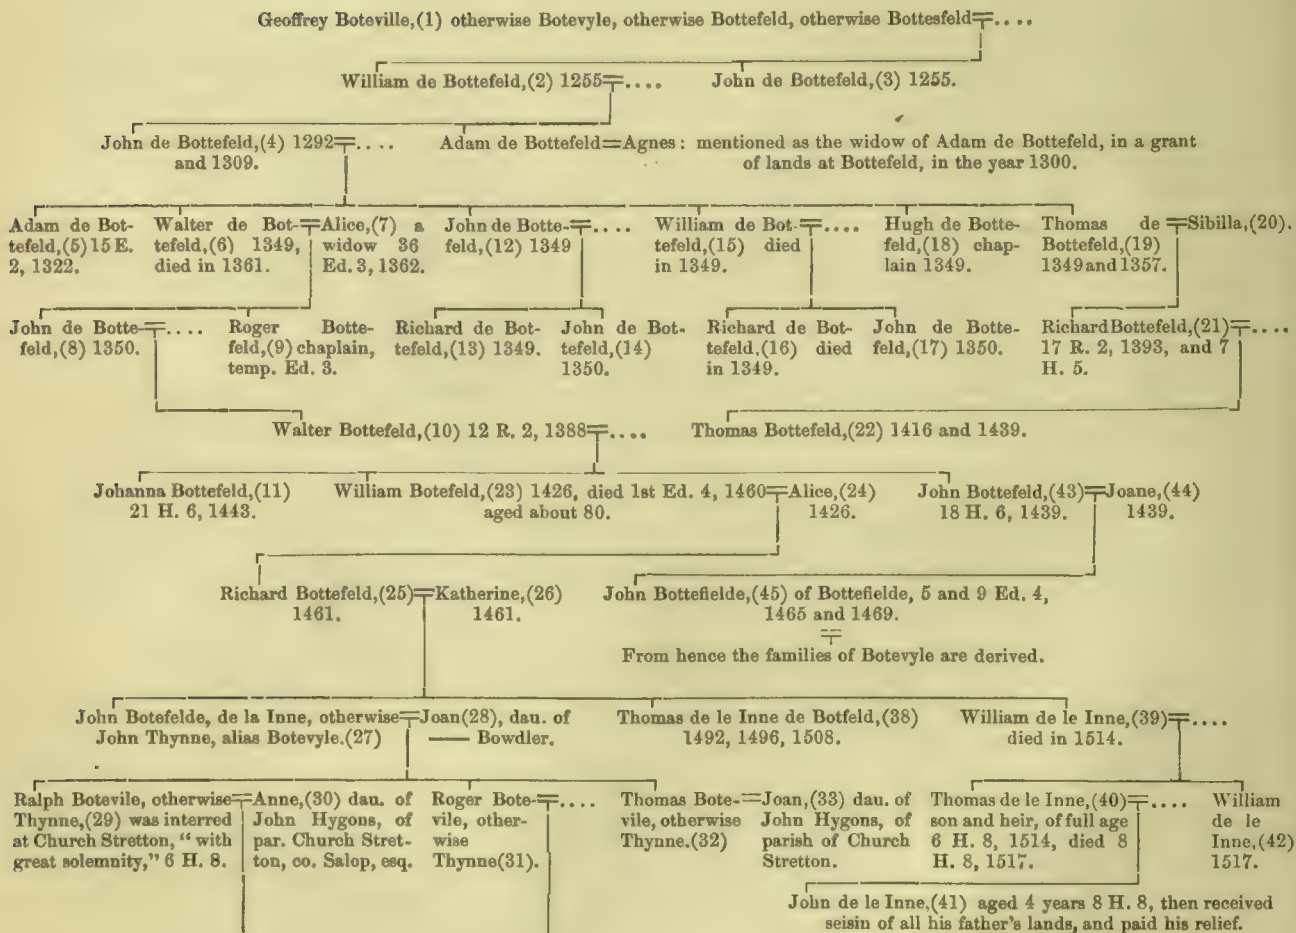 Geoffrey Boteville,(1) otherwise Botevyle, otherwise Bottefeld, otherwise Bottesfeld=....
William de Bottefeld,(2) 1255=.... John de Bottefeld,(3) 1255.
John de Bottefeld,(4) 1292=....
and 1309.
Adam de Bottefeld=Agnes: mentioned as the widow of Adam de Bottefeld, in a grant
of lands at Bottefeld, in the year 1300.
Adam de Bot-
tefeld,(5) 15 E.
2, 1322.
Walter de Bot-=
tefeld,(6) 1349,
died in 1361.
Alice,(7) a
widow 36
Ed. 3, 1362.
John de Botte-=....
feld,(12) 1349
William de Bot-=....
tefeld,(15) died
in 1349.
Hugh de Botte-
feld,(18) chap-
lain 1349.
Thomas de =Sibilla,(20).
Bottefeld,(19)
1349 and 1357.
John de Botte-=....
feld,(8) 1350.
Roger Botte-
feld,(9) chaplain,
temp. Ed. 3.
Richard de Bot-
tefeld,(13) 1349.
John de Bot-
tefeld,(14)
1350.
Richard de Bot-
tefeld,(16) died
in 1349.
John de Botte-
feld,(17) 1350.
Richard Bottefeld,(21)=....
17 R. 2, 1393, and 7
H. 5.
Walter Bottefeld,(10) 12 R. 2, 1388=.... Thomas Bottefeld,(22) 1416 and 1439.
Johanna Bottefeld,(11)
21 H. 6, 1443.
William Botefeld,(23) 1426, died 1st Ed. 4, 1460=Alice,(24)
aged about 80. 1426.
John Bottefeld,(43)=Joane,(44)
18 H. 6, 1439. 1439.
Richard Bottefeld,(25)=Katherine,(26)
1461. 1461.
John Bottefielde,(45) of Bottefielde, 5 and 9 Ed. 4,
1465 and 1469.
From hence the families of Botevyle are derived.
John Botefelde, de la Inne, otherwise=Joan(28), dau. of
John Thynne, alias Botevyle.(27) —— Bowdler.
Thomas de le Inne de Botfeld,(38)
1492, 1496, 1508.
William de le Inne,(39)=....
died in 1514.
Ralph Botevile, otherwise=
Thynne,(29) was interred
at Church Stretton, "with
great solemnity," 6 H. 8.
Anne,(30) dau. of
John Hygons, of
par. Church Stret-
ton, co. Salop, esq.
Roger Bote-=....
vile, other-
wise
Thynne(31).
Thomas Bote-=
vile, otherwise
Thynne.(32)
Joan,(33) dau. of
John Hygons, of
parish of Church
Stretton.
Thomas de le Inne,(40)=....
son and heir, of full age
6 H. 8, 1514, died 8
H. 8, 1517.
William
de le
Inne,(42)
1517.
John de le Inne,(41) aged 4 years 8 H. 8, then received
seisin of all his father's lands, and paid his relief.